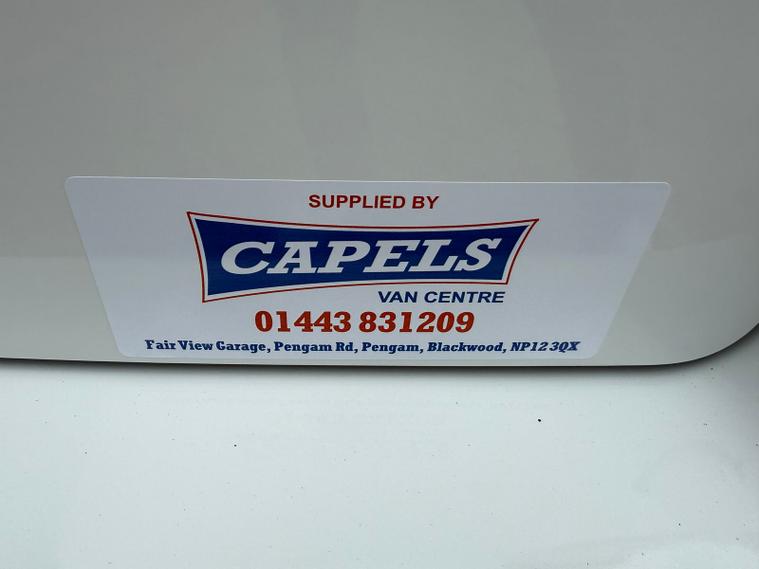 SUPPLIED BY
CAPELS
VAN CENTRE
01443 831209
Fair View Garage, Pengam Rd, Pengam, Blackwood, NP12 3QX